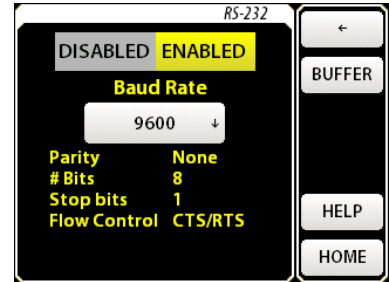 RS-232
←
DISABLED ENABLED
BUFFER
Baud Rate
9600 ↓
Parity None
# Bits 8
Stop bits 1
Flow Control CTS/RTS
HELP
HOME